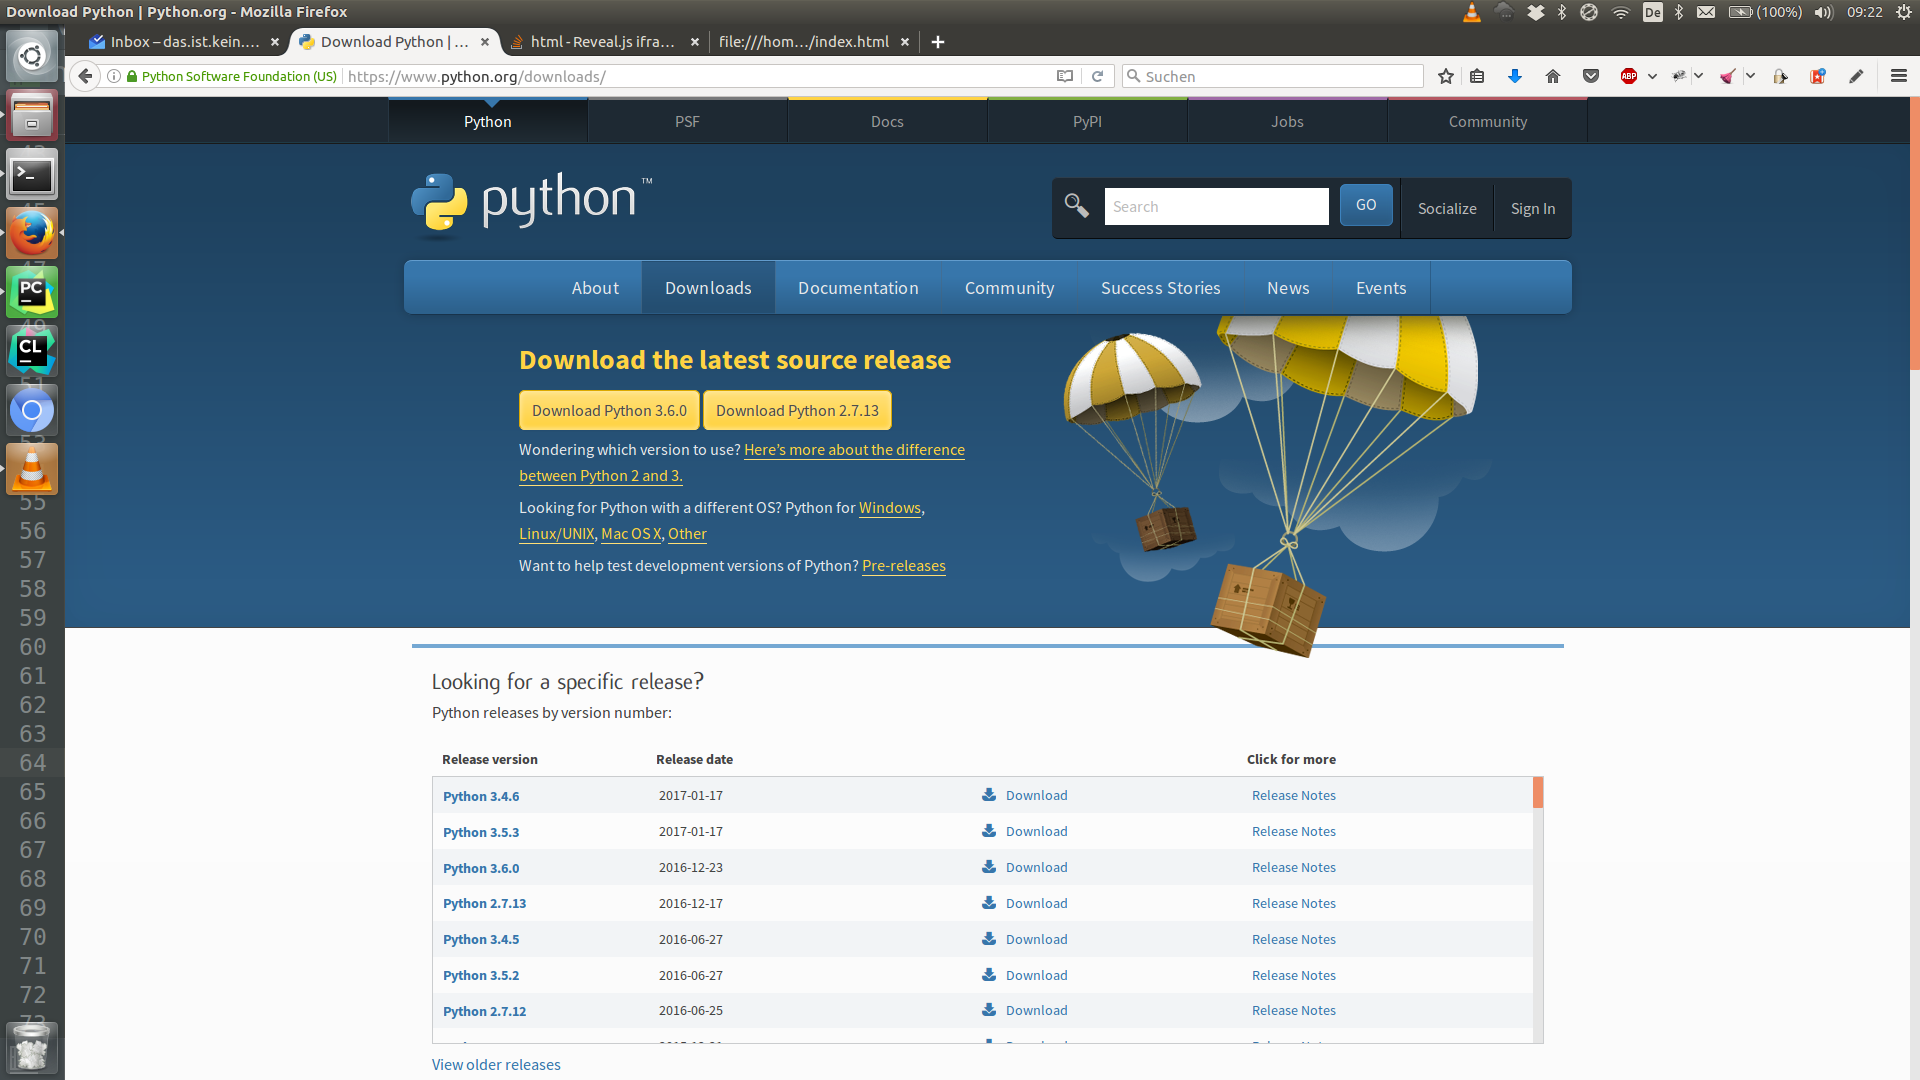 Download Python | Python.org - Mozilla Firefox
De (100%) 09:22
Inbox – das.ist.kein.... Download Python | ... html - Reveal.js ifra... file:///hom.../index.html
Python Software Foundation (US) https://www.python.org/downloads/ Suchen
ABP
Python PSF Docs PyPI Jobs Community
python™
Search GO Socialize Sign In
About Downloads Documentation Community Success Stories News Events
PC
CL
Download the latest source release
Download Python 3.6.0 Download Python 2.7.13
Wondering which version to use? Here's more about the difference
between Python 2 and 3.
Looking for Python with a different OS? Python for Windows,
Linux/UNIX, Mac OS X, Other
Want to help test development versions of Python? Pre-releases
55
56
57
58
59
60
61
62
63
64
65
66
67
68
69
70
71
72
73
Looking for a specific release?
Python releases by version number:
Release version Release date Click for more
Python 3.4.6 2017-01-17 Download Release Notes
Python 3.5.3 2017-01-17 Download Release Notes
Python 3.6.0 2016-12-23 Download Release Notes
Python 2.7.13 2016-12-17 Download Release Notes
Python 3.4.5 2016-06-27 Download Release Notes
Python 3.5.2 2016-06-27 Download Release Notes
Python 2.7.12 2016-06-25 Download Release Notes
View older releases